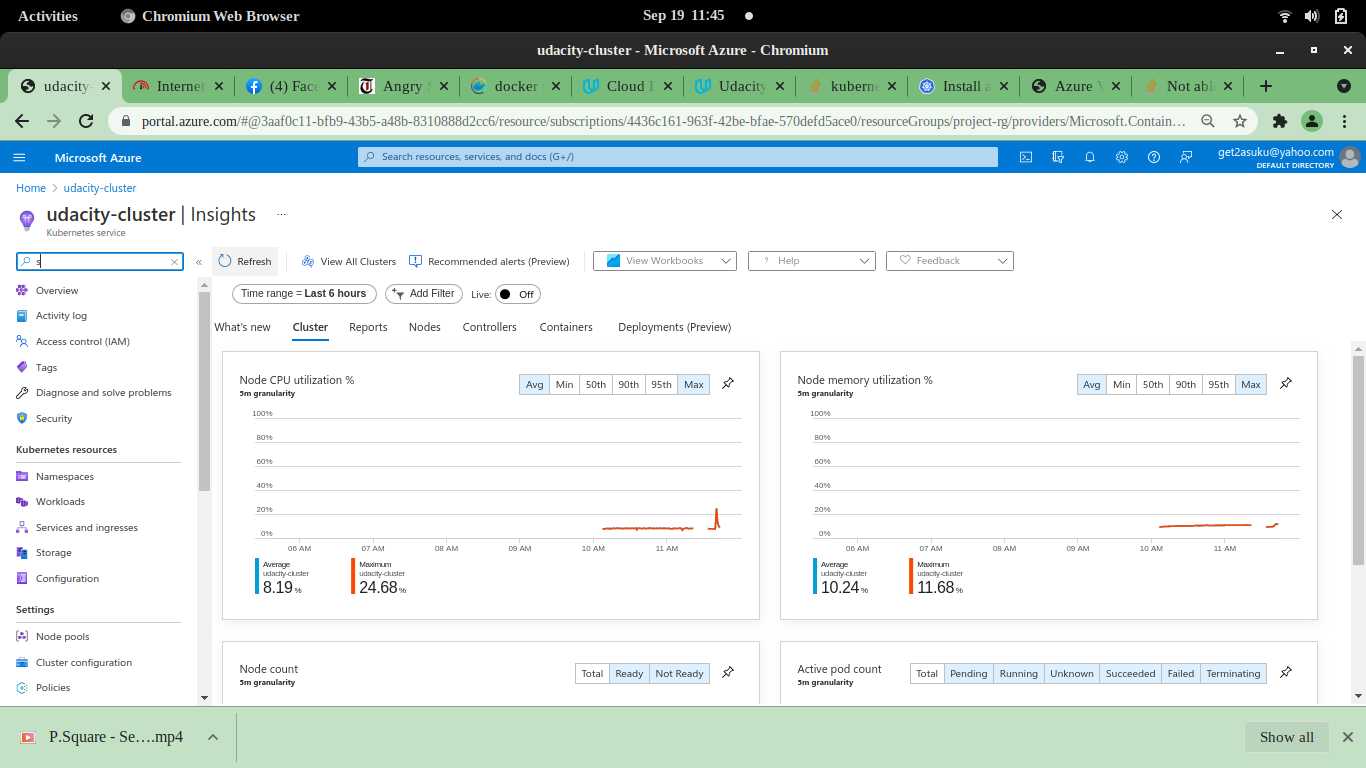 Activities
Chromium Web Browser
Sep 19 11:45
udacity-cluster - Microsoft Azure - Chromium
udacity-
Internet
(4) Face
Angry S
docker
Cloud D
Udacity
kuberne
Install a
Azure V
Not able
portal.azure.com/#@3aaf0c11-bfb9-43b5-a48b-8310888d2cc6/resource/subscriptions/4436c161-963f-42be-bfae-570defd5ace0/resourceGroups/project-rg/providers/Microsoft.Contain…
Microsoft Azure
Search resources, services, and docs (G+/)
get2asuku@yahoo.com
DEFAULT DIRECTORY
Home > udacity-cluster
udacity-cluster | Insights ...
Kubernetes service
s
«
Refresh
View All Clusters
Recommended alerts (Preview)
View Workbooks
? Help
Feedback
Time range = Last 6 hours
Add Filter
Live: Off
What's new
Cluster
Reports
Nodes
Controllers
Containers
Deployments (Preview)
Overview
Activity log
Access control (IAM)
Tags
Diagnose and solve problems
Security
Kubernetes resources
Namespaces
Workloads
Services and ingresses
Storage
Configuration
Settings
Node pools
Cluster configuration
Policies
Node CPU utilization %
5m granularity
Avg Min 50th 90th 95th Max
100%
80%
60%
40%
20%
0%
06 AM 07 AM 08 AM 09 AM 10 AM 11 AM
Average
udacity-cluster
8.19 %
Maximum
udacity-cluster
24.68 %
Node memory utilization %
5m granularity
Avg Min 50th 90th 95th Max
100%
80%
60%
40%
20%
0%
06 AM 07 AM 08 AM 09 AM 10 AM 11 AM
Average
udacity-cluster
10.24 %
Maximum
udacity-cluster
11.68 %
Node count
5m granularity
Total Ready Not Ready
Active pod count
5m granularity
Total Pending Running Unknown Succeeded Failed Terminating
P.Square - Se….mp4
Show all